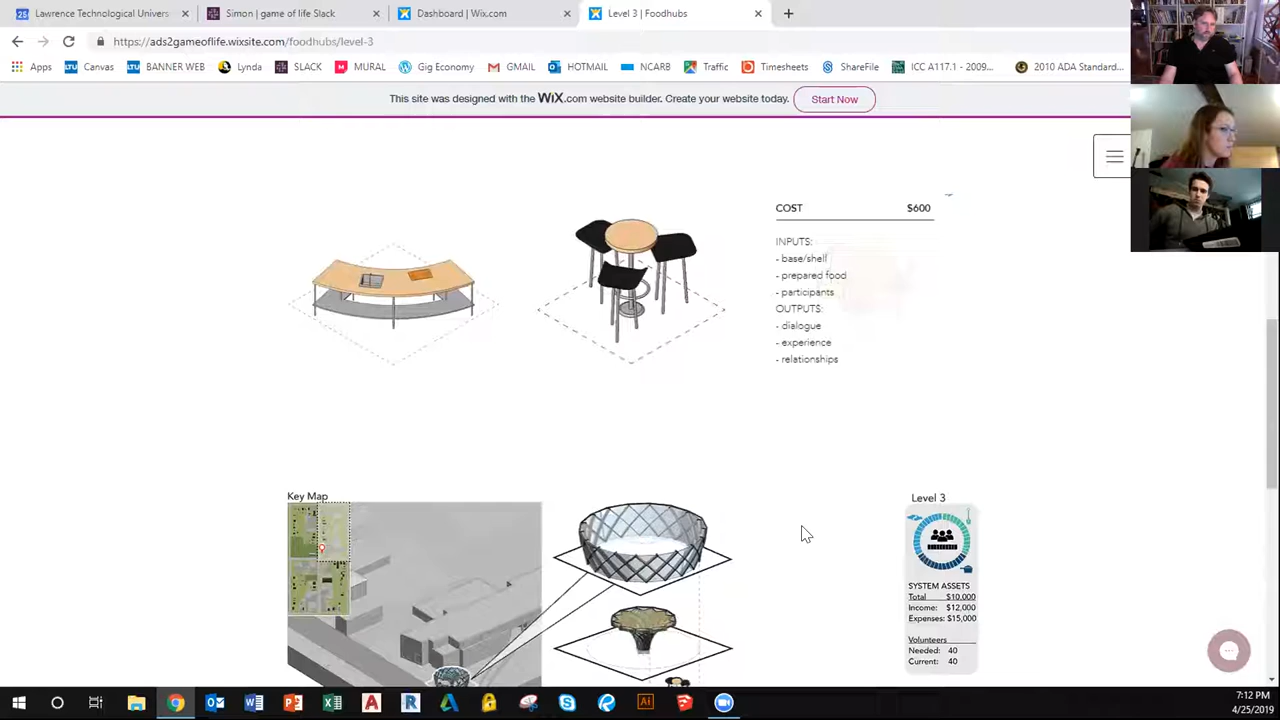 Lawrence Technological Univers
Simon | game of life Slack
Dashboard | Wix.com
Level 3 | Foodhubs
https://ads2gameoflife.wixsite.com/foodhubs/level-3
Apps
Canvas
BANNER WEB
Lynda
SLACK
MURAL
Gig Economy
GMAIL
HOTMAIL
NCARB
Traffic
Timesheets
ShareFile
ICC A117.1 - 2009...
2010 ADA Standard...
This site was designed with the WiX.com website builder. Create your website today.
Start Now
COST $600
INPUTS:
- base/shelf
- prepared food
- participants
OUTPUTS:
- dialogue
- experience
- relationships
Key Map
Level 3
SYSTEM ASSETS
Total $10,000
Income: $12,000
Expenses: $15,000
Volunteers
Needed: 40
Current: 40
7:12 PM
4/25/2019